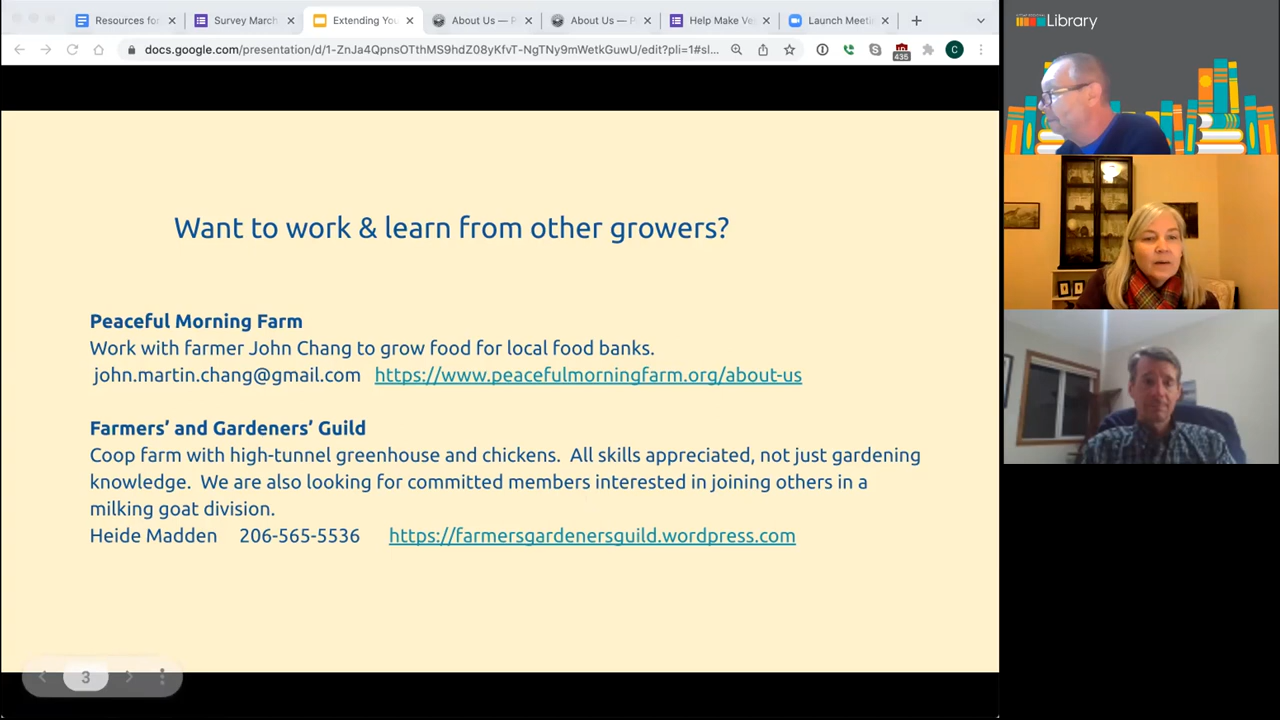 Resources for
Survey March
Extending You
About Us — P
About Us — P
Help Make Ve
Launch Meeti
docs.google.com/presentation/d/1-ZnJa4QpnsOTthMS9hdZ08yKfvT-NgTNy9mWetkGuwU/edit?pli=1#sl...
435
C
Library
Want to work & learn from other growers?
Peaceful Morning Farm
Work with farmer John Chang to grow food for local food banks.
john.martin.chang@gmail.com https://www.peacefulmorningfarm.org/about-us
Farmers’ and Gardeners’ Guild
Coop farm with high-tunnel greenhouse and chickens. All skills appreciated, not just gardening
knowledge. We are also looking for committed members interested in joining others in a
milking goat division.
Heide Madden 206-565-5536 https://farmersgardenersguild.wordpress.com
3